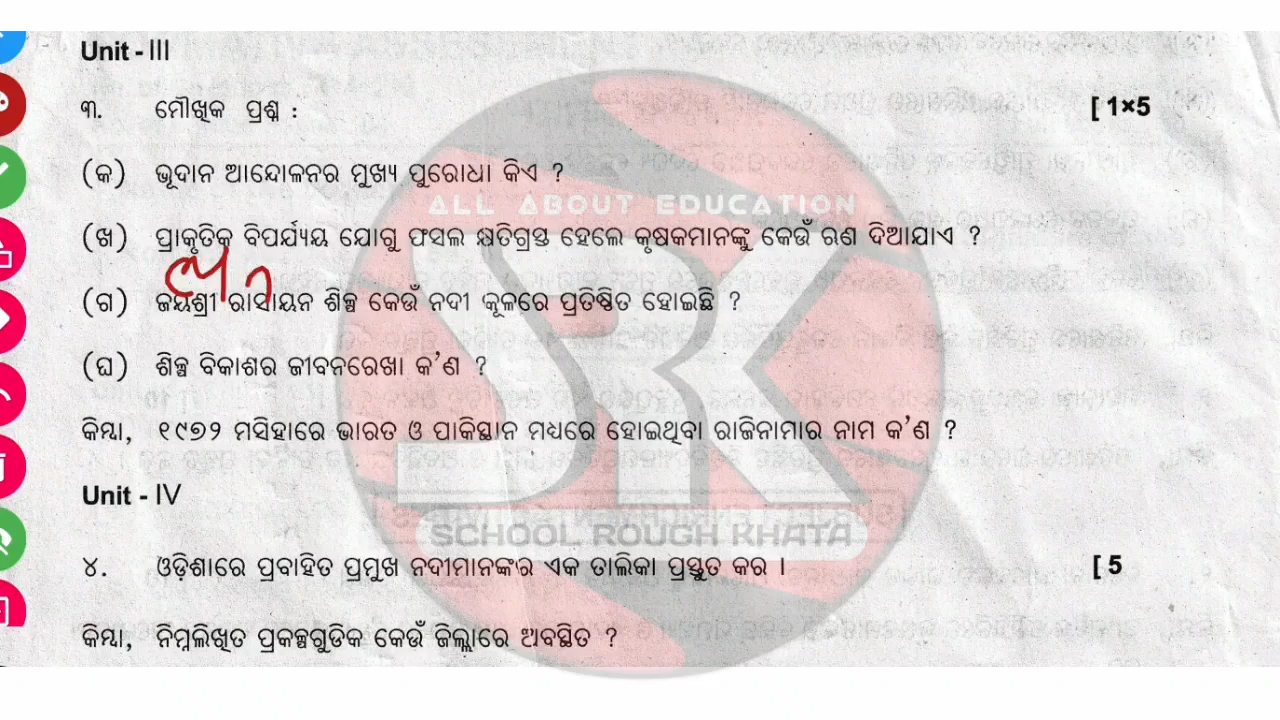 Unit - III
୩. ମୌଖିକ ପ୍ରଶ୍ନ : [ 1×5
(କ) ଭୂଦାନ ଆନ୍ଦୋଳନର ମୁଖ୍ୟ ପୁରୋଧା କିଏ ?
ALL ABOUT EDUCATION
(ଖ) ପ୍ରାକୃତିକ ବିପର୍ଯ୍ୟୟ ଯୋଗୁ ଫସଲ କ୍ଷତିଗ୍ରସ୍ତ ହେଲେ କୃଷକମାନଙ୍କୁ କେଉଁ ଋଣ ଦିଆଯାଏ ?
(ଗ) ଜୟଶ୍ରୀ ରାସାୟନ ଶିଳ୍ପ କେଉଁ ନଦୀ କୂଳରେ ପ୍ରତିଷ୍ଠିତ ହୋଇଛି ?
(ଘ) ଶିଳ୍ପ ବିକାଶର ଜୀବନରେଖା କ'ଣ ?
SRK
କିମ୍ବା, ୧୯୭୨ ମସିହାରେ ଭାରତ ଓ ପାକିସ୍ଥାନ ମଧ୍ୟରେ ହୋଇଥିବା ରାଜିନାମାର ନାମ କ'ଣ ?
Unit - IV
SCHOOL ROUGH KHATA
୪. ଓଡ଼ିଶାରେ ପ୍ରବାହିତ ପ୍ରମୁଖ ନଦୀମାନଙ୍କର ଏକ ତାଲିକା ପ୍ରସ୍ତୁତ କର । [ 5
କିମ୍ବା, ନିମ୍ନଲିଖିତ ପ୍ରକଳ୍ପଗୁଡିକ କେଉଁ ଜିଲ୍ଲାରେ ଅବସ୍ଥିତ ?